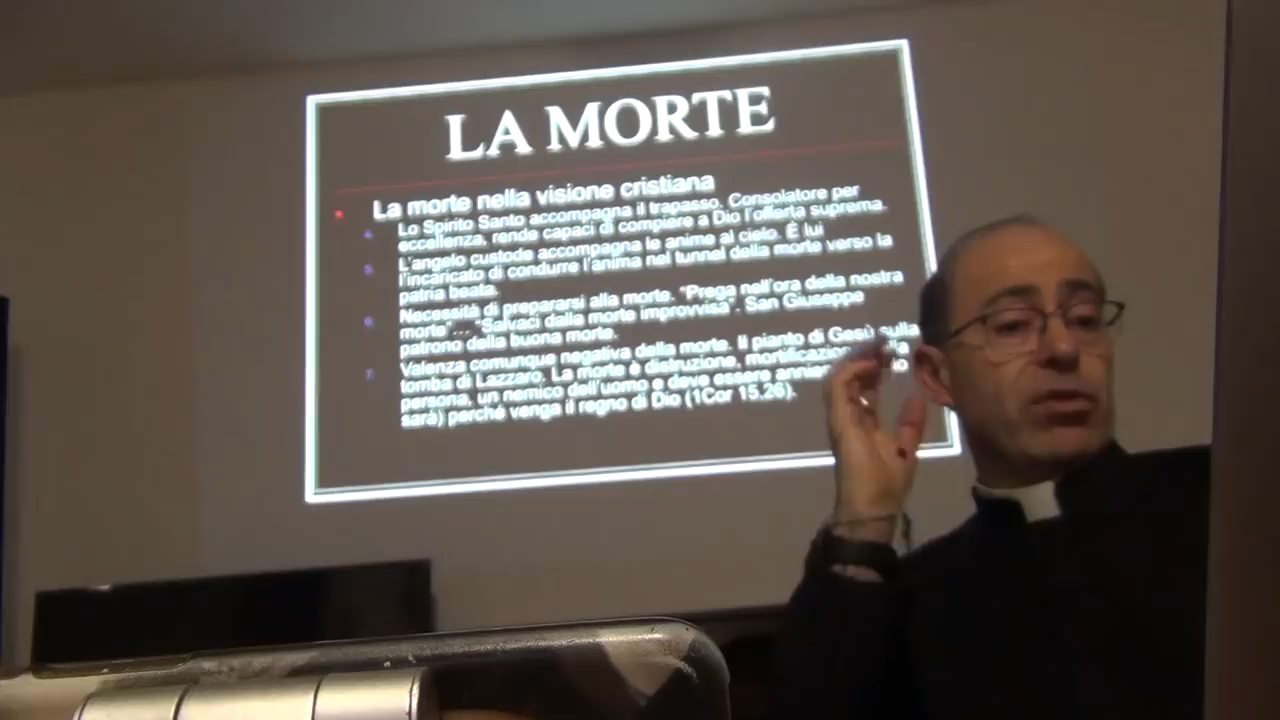 LA MORTE
La morte nella visione cristiana
4. Lo Spirito Santo accompagna il trapasso. Consolatore per
eccellenza, rende capaci di compiere a Dio l'offerta suprema.
5. L'angelo custode accompagna le anime al cielo. È lui
l'incaricato di condurre l'anima nel tunnel della morte verso la
patria beata.
6. Necessità di prepararsi alla morte. "Prega nell'ora della nostra
morte"… "Salvaci dalla morte improvvisa". San Giuseppe
patrono della buona morte.
7. Valenza comunque negativa della morte. Il pianto di Gesù sulla
tomba di Lazzaro. La morte è distruzione, mortificazione
persona, un nemico dell'uomo e deve essere
sarà) perché venga il regno di Dio (1Cor 15,26).